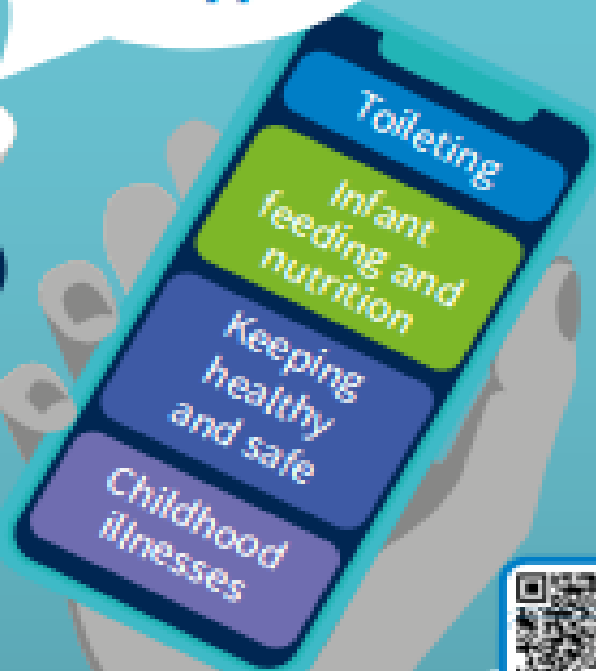 Toileting
Infant
feeding and
nutrition
Keeping
healthy
and safe
Childhood
illnesses